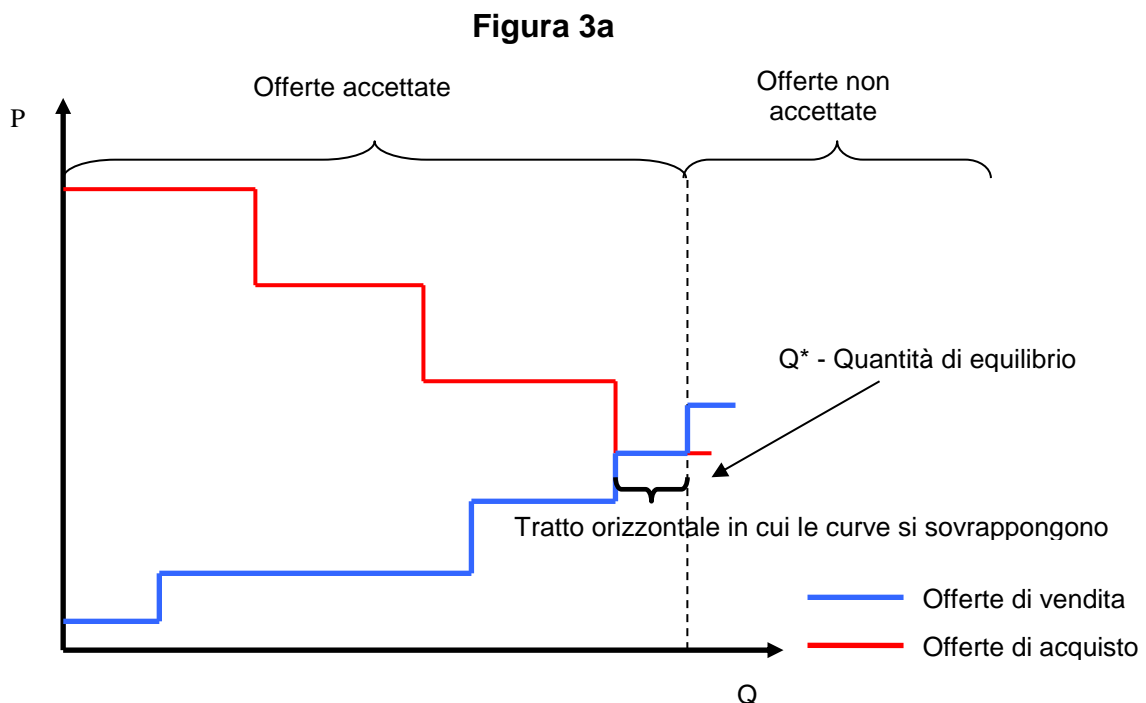 Figura 3a
Offerte accettate
Offerte non
accettate
P
Q* - Quantità di equilibrio
Tratto orizzontale in cui le curve si sovrappongono
Offerte di vendita
Offerte di acquisto
Q